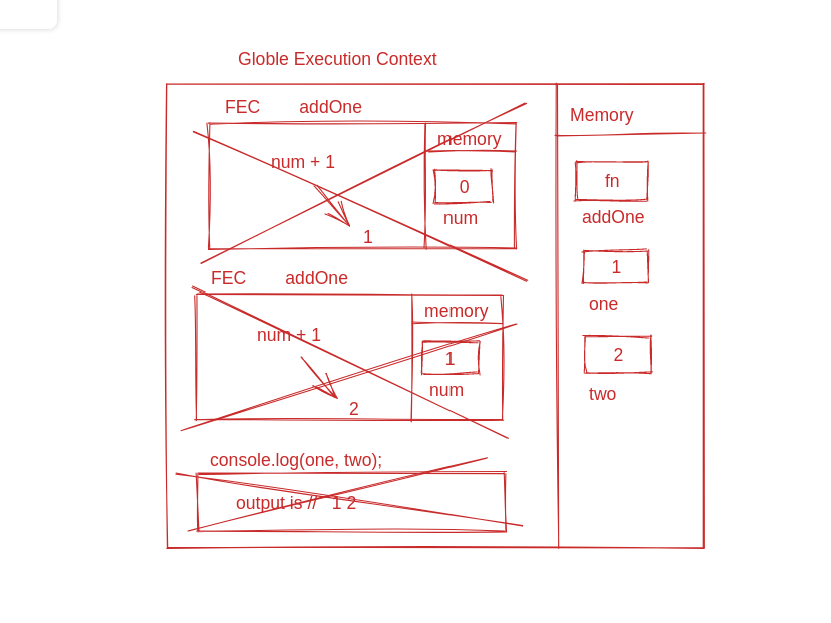 Globle Execution Context
FEC addOne
memory
num + 1
0
num
1
FEC addOne
memory
num + 1
1
num
2
console.log(one, two);
output is // 1 2
Memory
fn
addOne
1
one
2
two